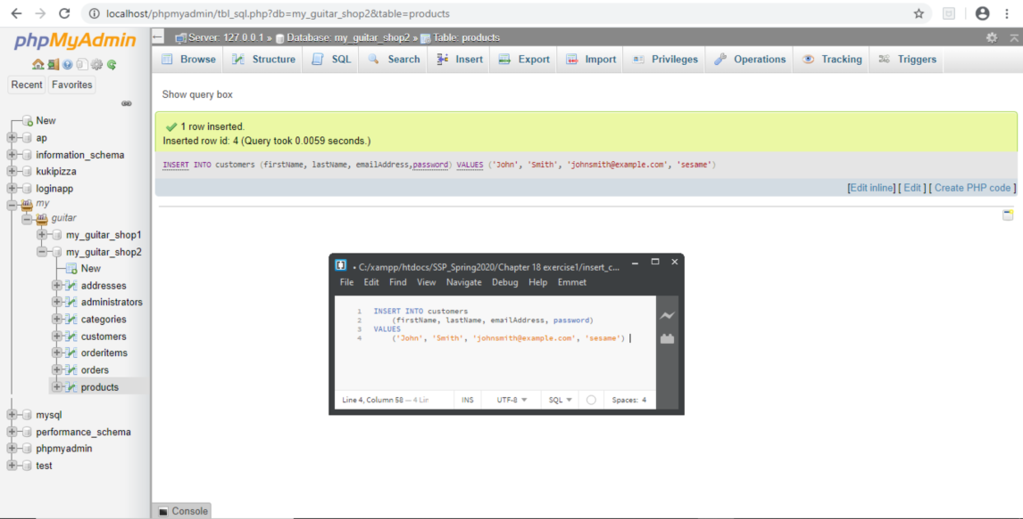 localhost/phpmyadmin/tbl_sql.php?db=my_guitar_shop2&table=products
phpMyAdmin
Recent Favorites
New
ap
information_schema
kukipizza
loginapp
my
guitar
my_guitar_shop1
my_guitar_shop2
New
addresses
administrators
categories
customers
orderitems
orders
products
mysql
performance_schema
phpmyadmin
test
Server: 127.0.0.1 » Database: my_guitar_shop2 » Table: products
Browse Structure SQL Search Insert Export Import Privileges Operations Tracking Triggers
Show query box
1 row inserted.
Inserted row id: 4 (Query took 0.0059 seconds.)
INSERT INTO customers (firstName, lastName, emailAddress,password) VALUES ('John', 'Smith', 'johnsmith@example.com', 'sesame')
[Edit inline] [ Edit ] [ Create PHP code ]
• C:/xampp/htdocs/SSP_Spring2020/Chapter 18 exercise1/insert_c...
File Edit Find View Navigate Debug Help Emmet
1 INSERT INTO customers
2 (firstName, lastName, emailAddress, password)
3 VALUES
4 ('John', 'Smith', 'johnsmith@example.com', 'sesame')
Line 4, Column 58 — 4 Lir INS UTF-8 SQL Spaces: 4
Console